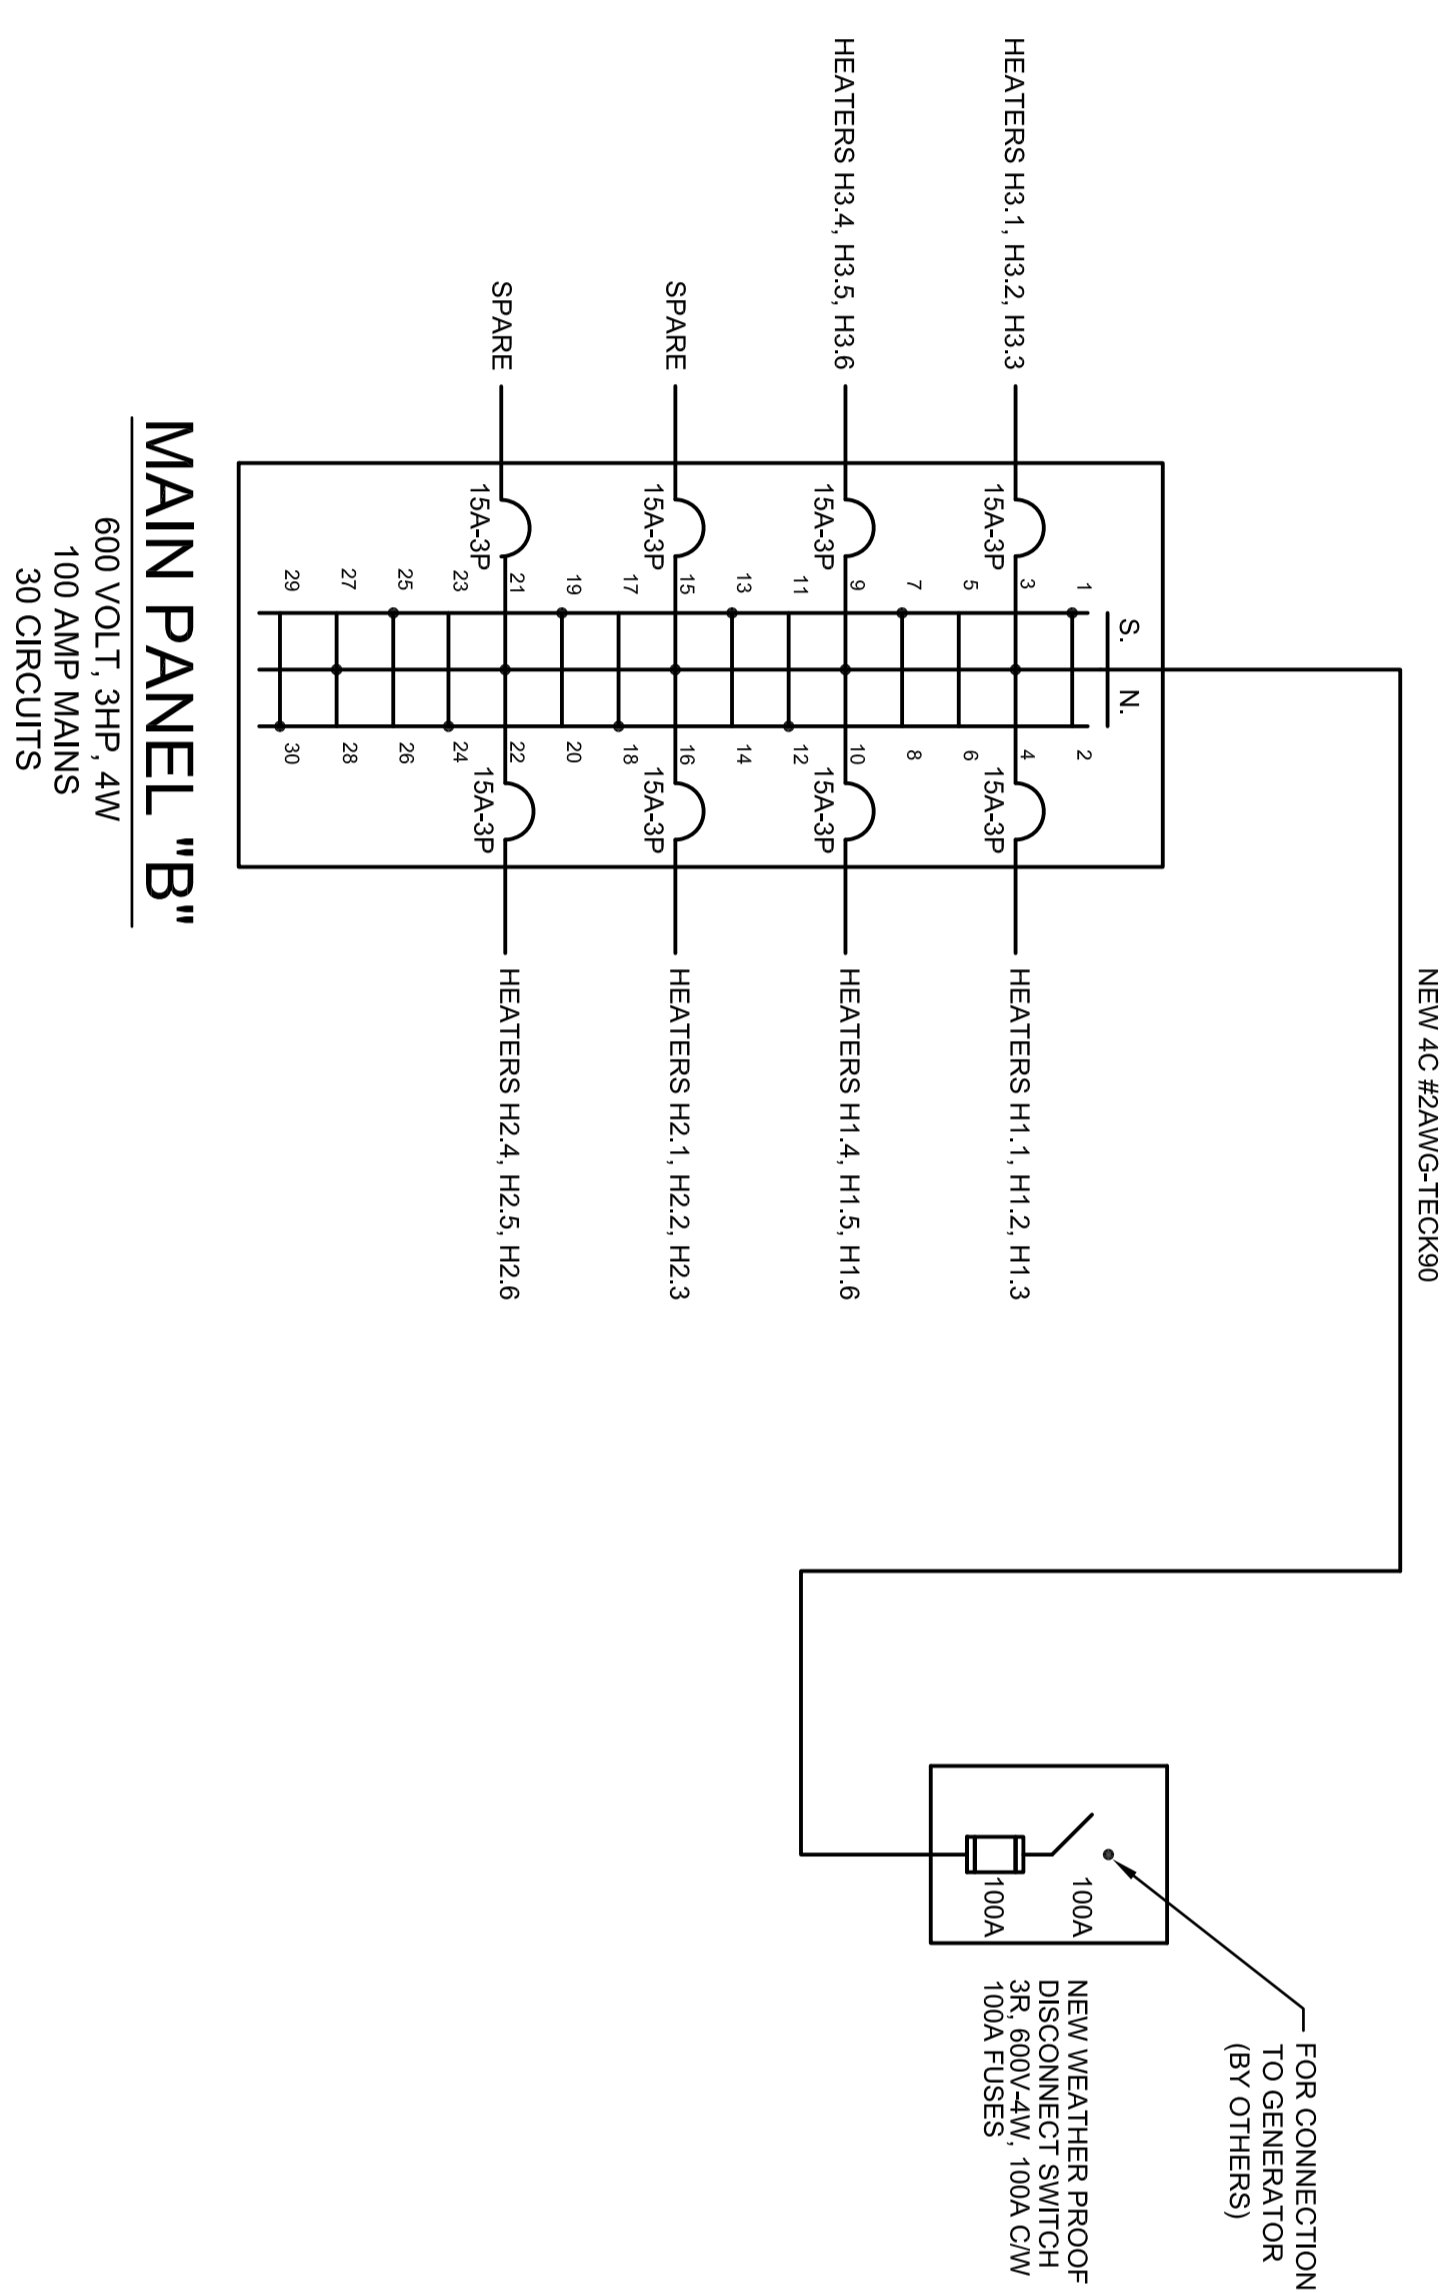 NEW 4C #2AWG-TECK90
FOR CONNECTION
TO GENERATOR
(BY OTHERS)
100A
100A
NEW WEATHER PROOF
DISCONNECT SWITCH
3R, 600V-4W, 100A C/W
100A FUSES
S. N.
1 2
HEATERS H3.1, H3.2, H3.3 15A-3P 3 4 15A-3P HEATERS H1.1, H1.2, H1.3
5 6
7 8
HEATERS H3.4, H3.5, H3.6 15A-3P 9 10 15A-3P HEATERS H1.4, H1.5, H1.6
11 12
13 14
SPARE 15A-3P 15 16 15A-3P HEATERS H2.1, H2.2, H2.3
17 18
19 20
SPARE 15A-3P 21 22 15A-3P HEATERS H2.4, H2.5, H2.6
23 24
25 26
27 28
29 30
MAIN PANEL "B"
600 VOLT, 3HP, 4W
100 AMP MAINS
30 CIRCUITS